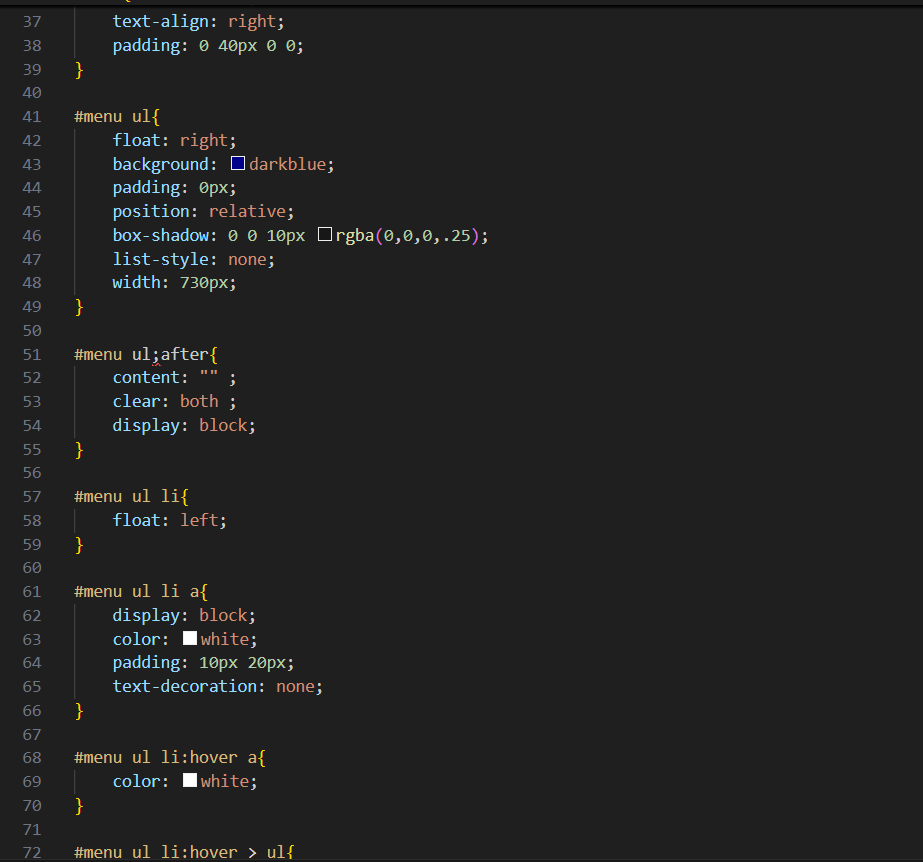 37 text-align: right;
38 padding: 0 40px 0 0;
39 }
40
41 #menu ul{
42 float: right;
43 background: darkblue;
44 padding: 0px;
45 position: relative;
46 box-shadow: 0 0 10px rgba(0,0,0,.25);
47 list-style: none;
48 width: 730px;
49 }
50
51 #menu ul;after{
52 content: "" ;
53 clear: both ;
54 display: block;
55 }
56
57 #menu ul li{
58 float: left;
59 }
60
61 #menu ul li a{
62 display: block;
63 color: white;
64 padding: 10px 20px;
65 text-decoration: none;
66 }
67
68 #menu ul li:hover a{
69 color: white;
70 }
71
72 #menu ul li:hover > ul{